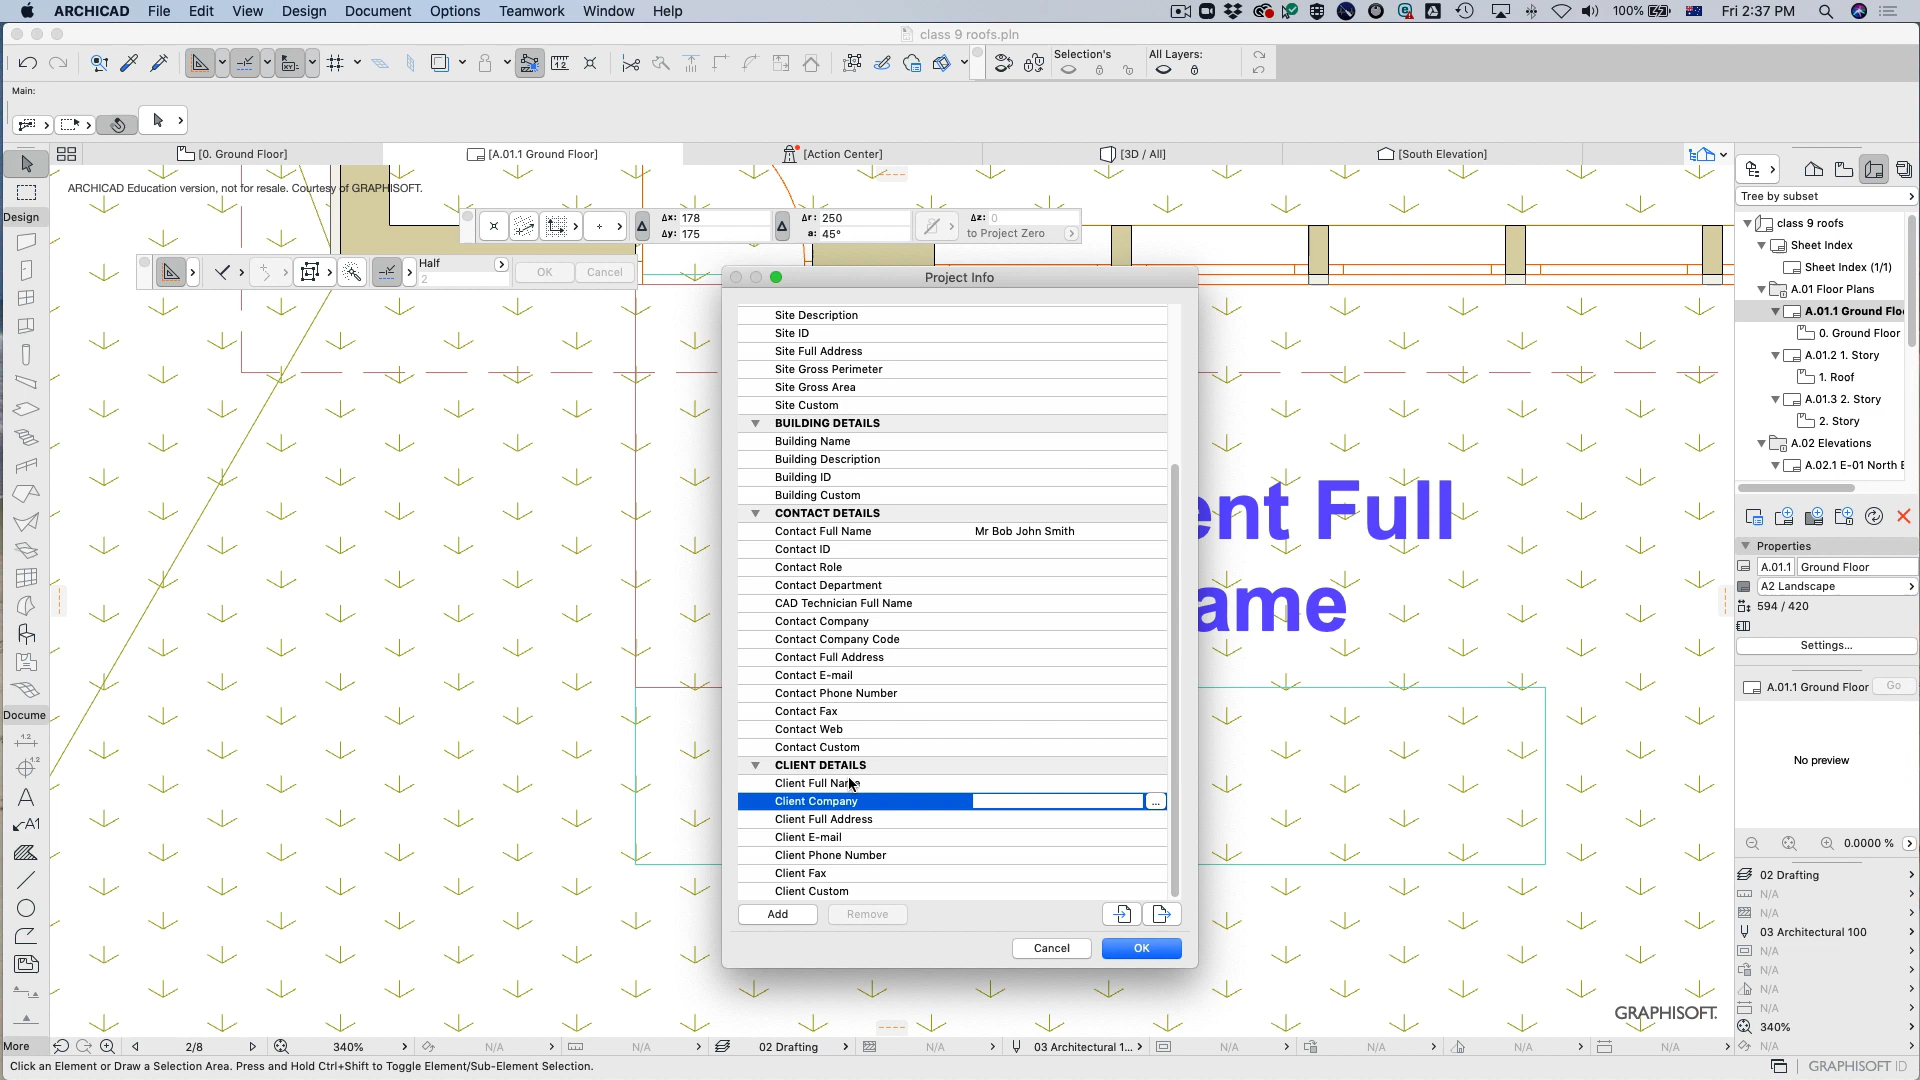 ARCHICAD File Edit View Design Document Options Teamwork Window Help
100% Fri 2:37 PM
class 9 roofs.pln
Selection's
All Layers:
Main:
[0. Ground Floor]
[A.01.1 Ground Floor]
[Action Center]
[3D / All]
[South Elevation]
ARCHICAD Education version, not for resale. Courtesy of GRAPHISOFT.
Design
Δx: 178
Δy: 175
Δr: 250
a: 45°
Δz: 0
to Project Zero
Half
2
OK
Cancel
Project Info
Site Description
Site ID
Site Full Address
Site Gross Perimeter
Site Gross Area
Site Custom
BUILDING DETAILS
Building Name
Building Description
Building ID
Building Custom
CONTACT DETAILS
Contact Full Name Mr Bob John Smith
Contact ID
Contact Role
Contact Department
CAD Technician Full Name
Contact Company
Contact Company Code
Contact Full Address
Contact E-mail
Contact Phone Number
Contact Fax
Contact Web
Contact Custom
CLIENT DETAILS
Client Full Name
Client Company ...
Client Full Address
Client E-mail
Client Phone Number
Client Fax
Client Custom
Add
Remove
Cancel
OK
ent Full
ame
Docume
1.2
1.2
A
A1
More
Tree by subset
class 9 roofs
Sheet Index
Sheet Index (1/1)
A.01 Floor Plans
A.01.1 Ground Floo
0. Ground Floor
A.01.2 1. Story
1. Roof
A.01.3 2. Story
2. Story
A.02 Elevations
A.02.1 E-01 North E
Properties
A.01.1 Ground Floor
A2 Landscape
594 / 420
Settings...
A.01.1 Ground Floor Go
No preview
0.0000 %
02 Drafting
N/A
N/A
03 Architectural 100
N/A
N/A
N/A
N/A
340%
N/A
GRAPHISOFT.
2/8
340%
N/A
N/A
02 Drafting
N/A
03 Architectural 1...
N/A
N/A
N/A
N/A
Click an Element or Draw a Selection Area. Press and Hold Ctrl+Shift to Toggle Element/Sub-Element Selection.
GRAPHISOFT ID